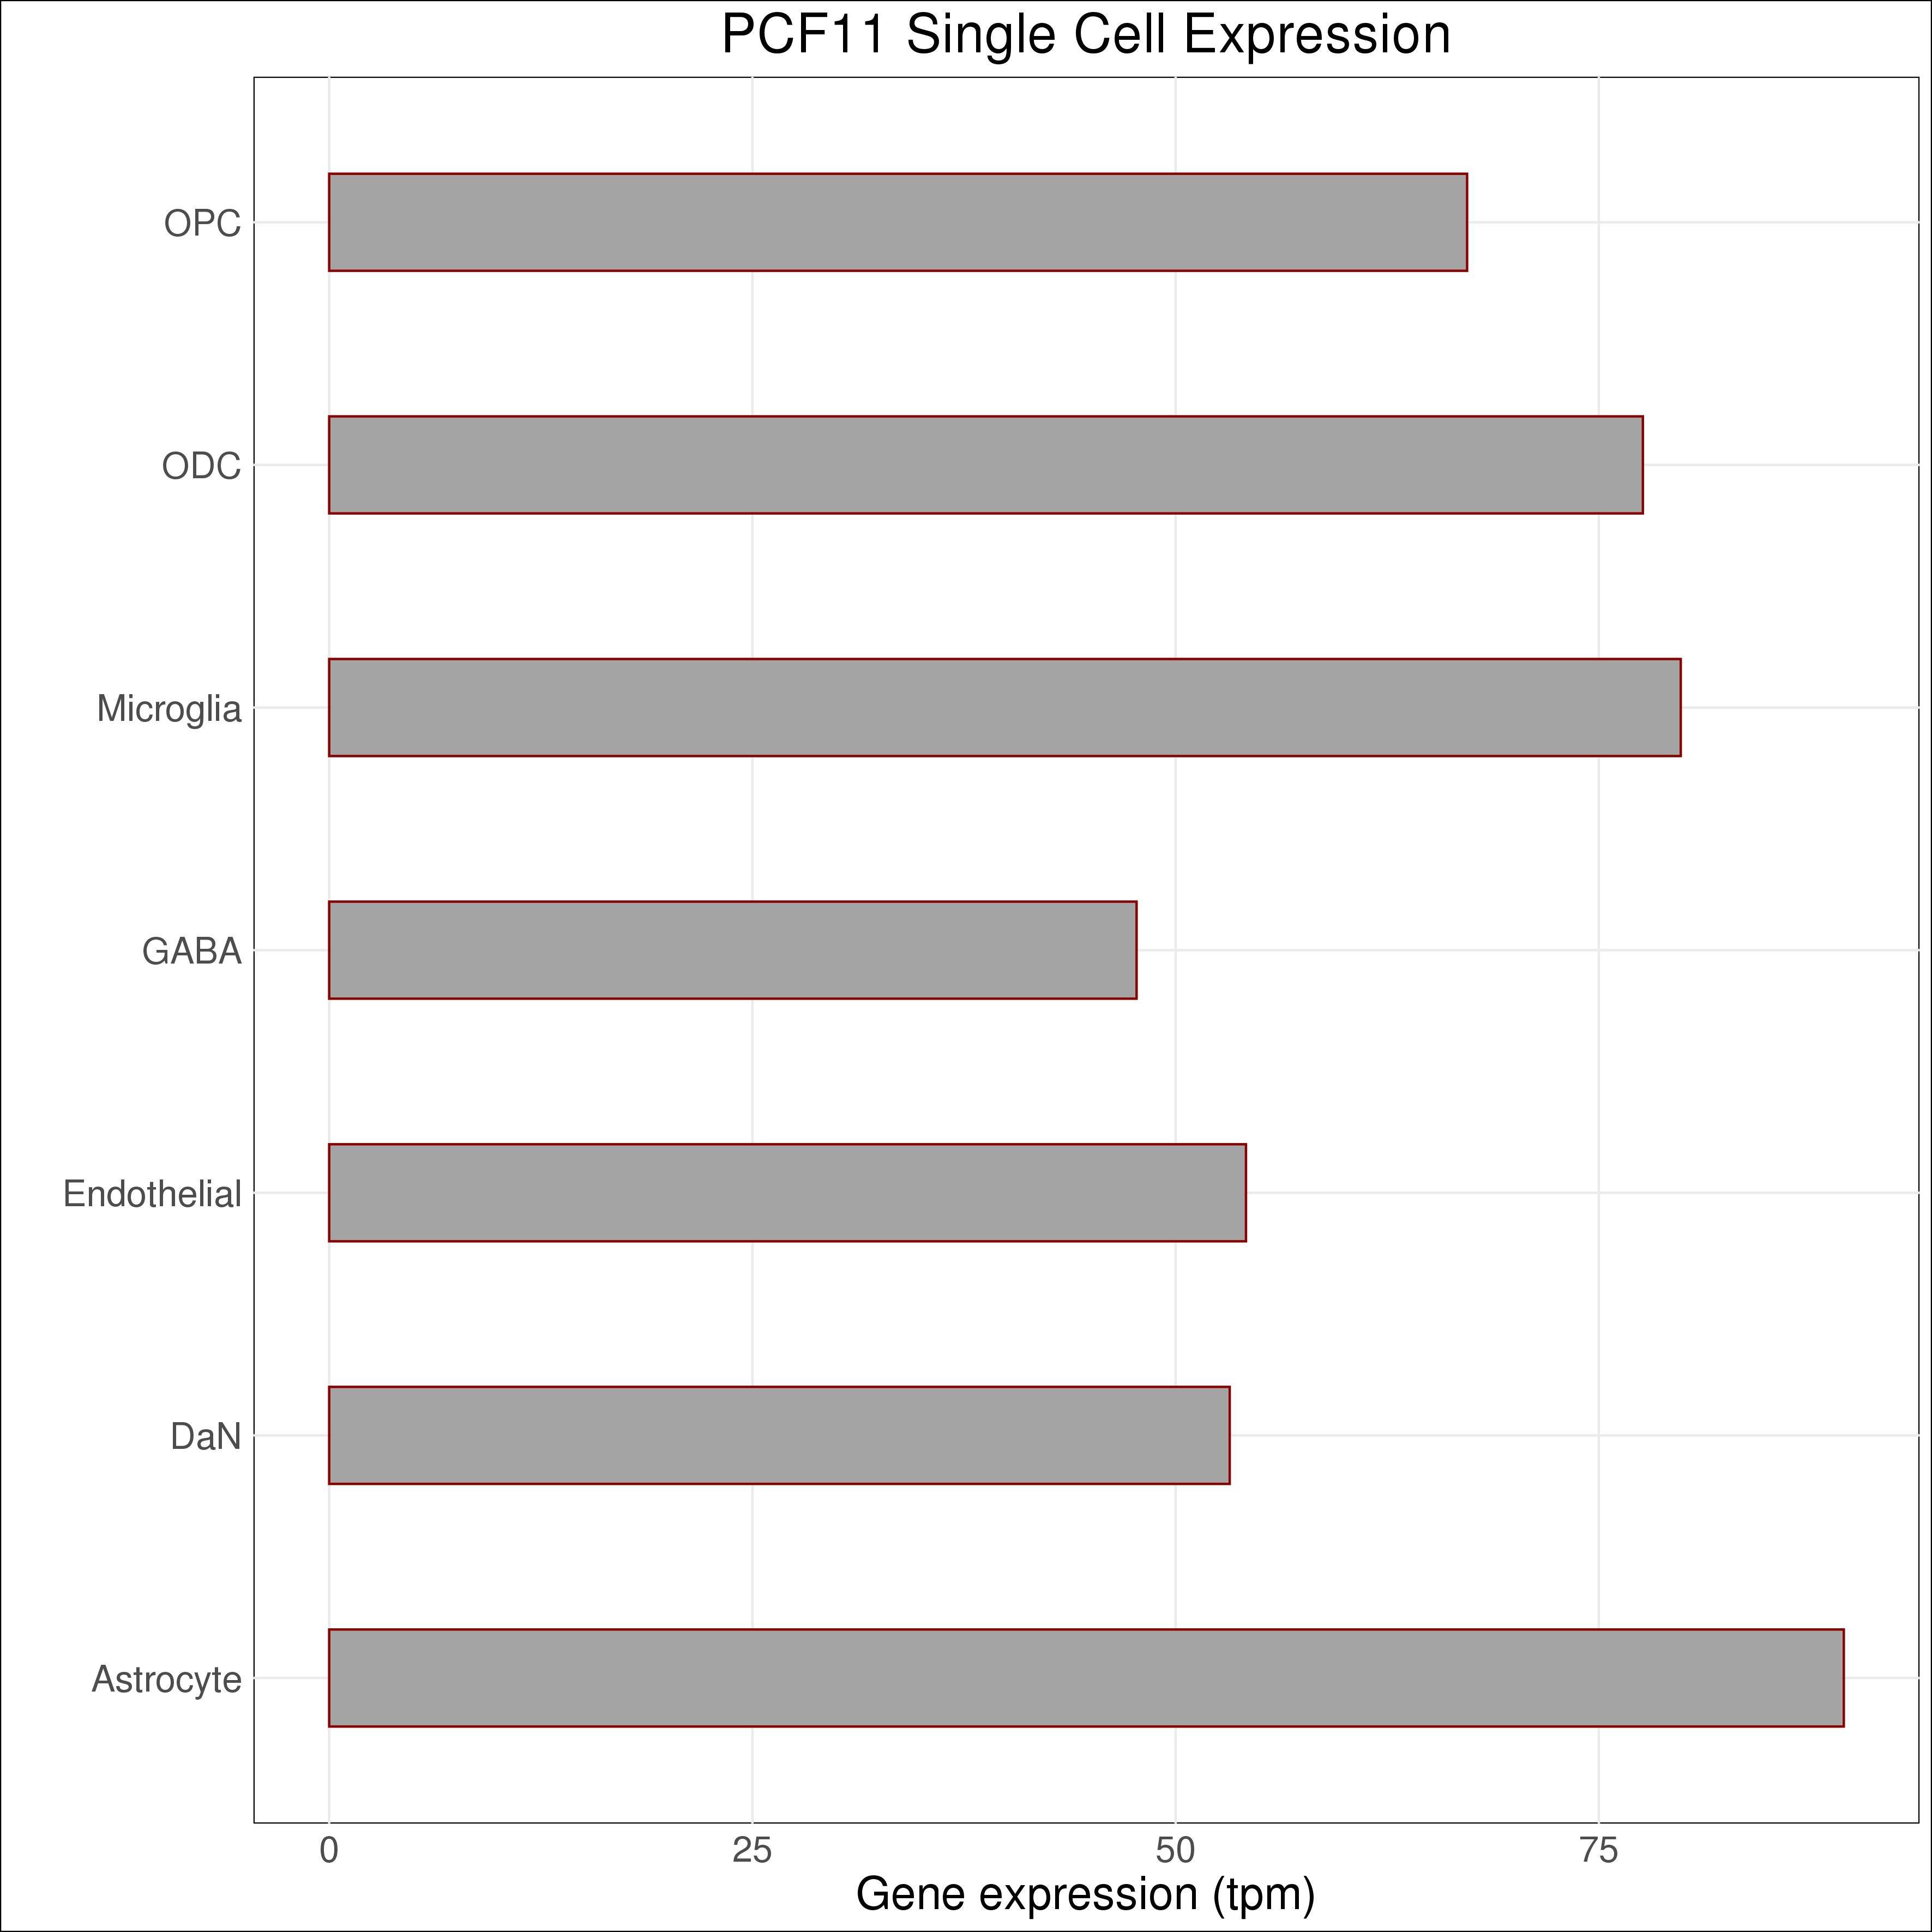 PCF11 Single Cell Expression
OPC
ODC
Microglia
GABA
Endothelial
DaN
Astrocyte
0 25 50 75
Gene expression (tpm)